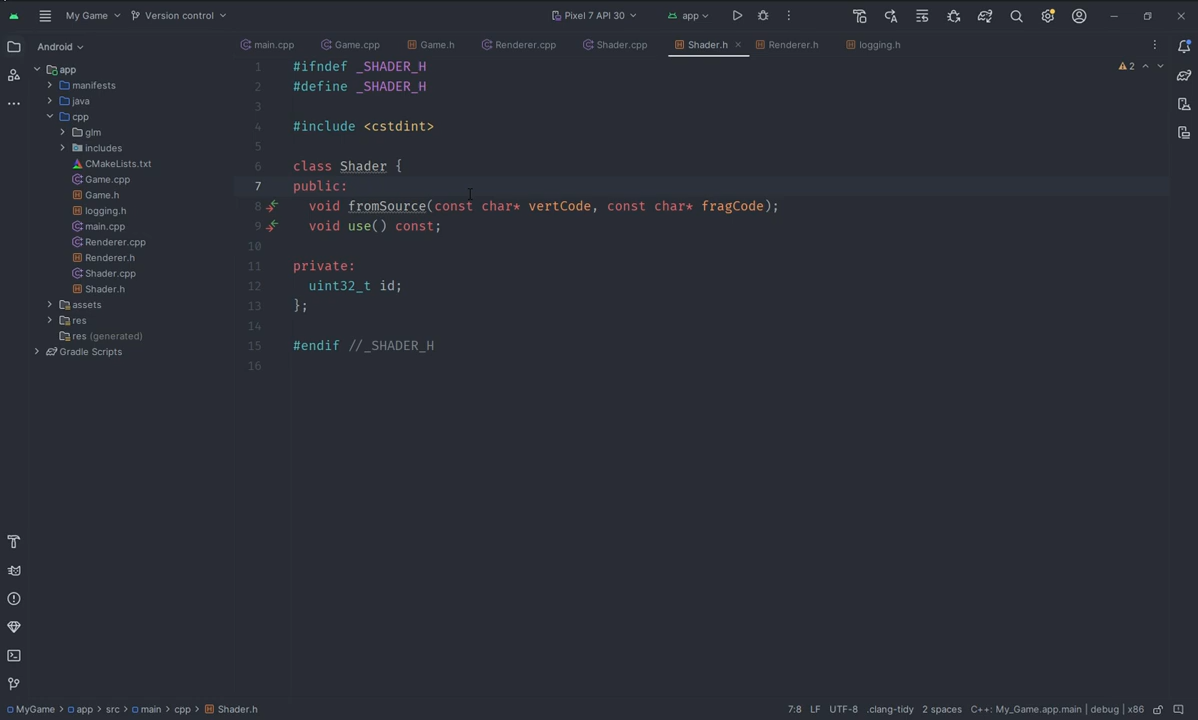 My Game
Version control
Pixel 7 API 30
app
Android
main.cpp
Game.cpp
Game.h
Renderer.cpp
Shader.cpp
Shader.h
Renderer.h
logging.h
app
manifests
java
cpp
glm
includes
CMakeLists.txt
Game.cpp
Game.h
logging.h
main.cpp
Renderer.cpp
Renderer.h
Shader.cpp
Shader.h
assets
res
res (generated)
Gradle Scripts
2
1 #ifndef _SHADER_H
2 #define _SHADER_H
3
4 #include <cstdint>
5
6 class Shader {
7 public:
8 void fromSource(const char* vertCode, const char* fragCode);
9 void use() const;
10
11 private:
12 uint32_t id;
13 };
14
15 #endif //_SHADER_H
16
MyGame > app > src > main > cpp > Shader.h
7:8 LF UTF-8 .clang-tidy 2 spaces C++: My_Game.app.main | debug | x86